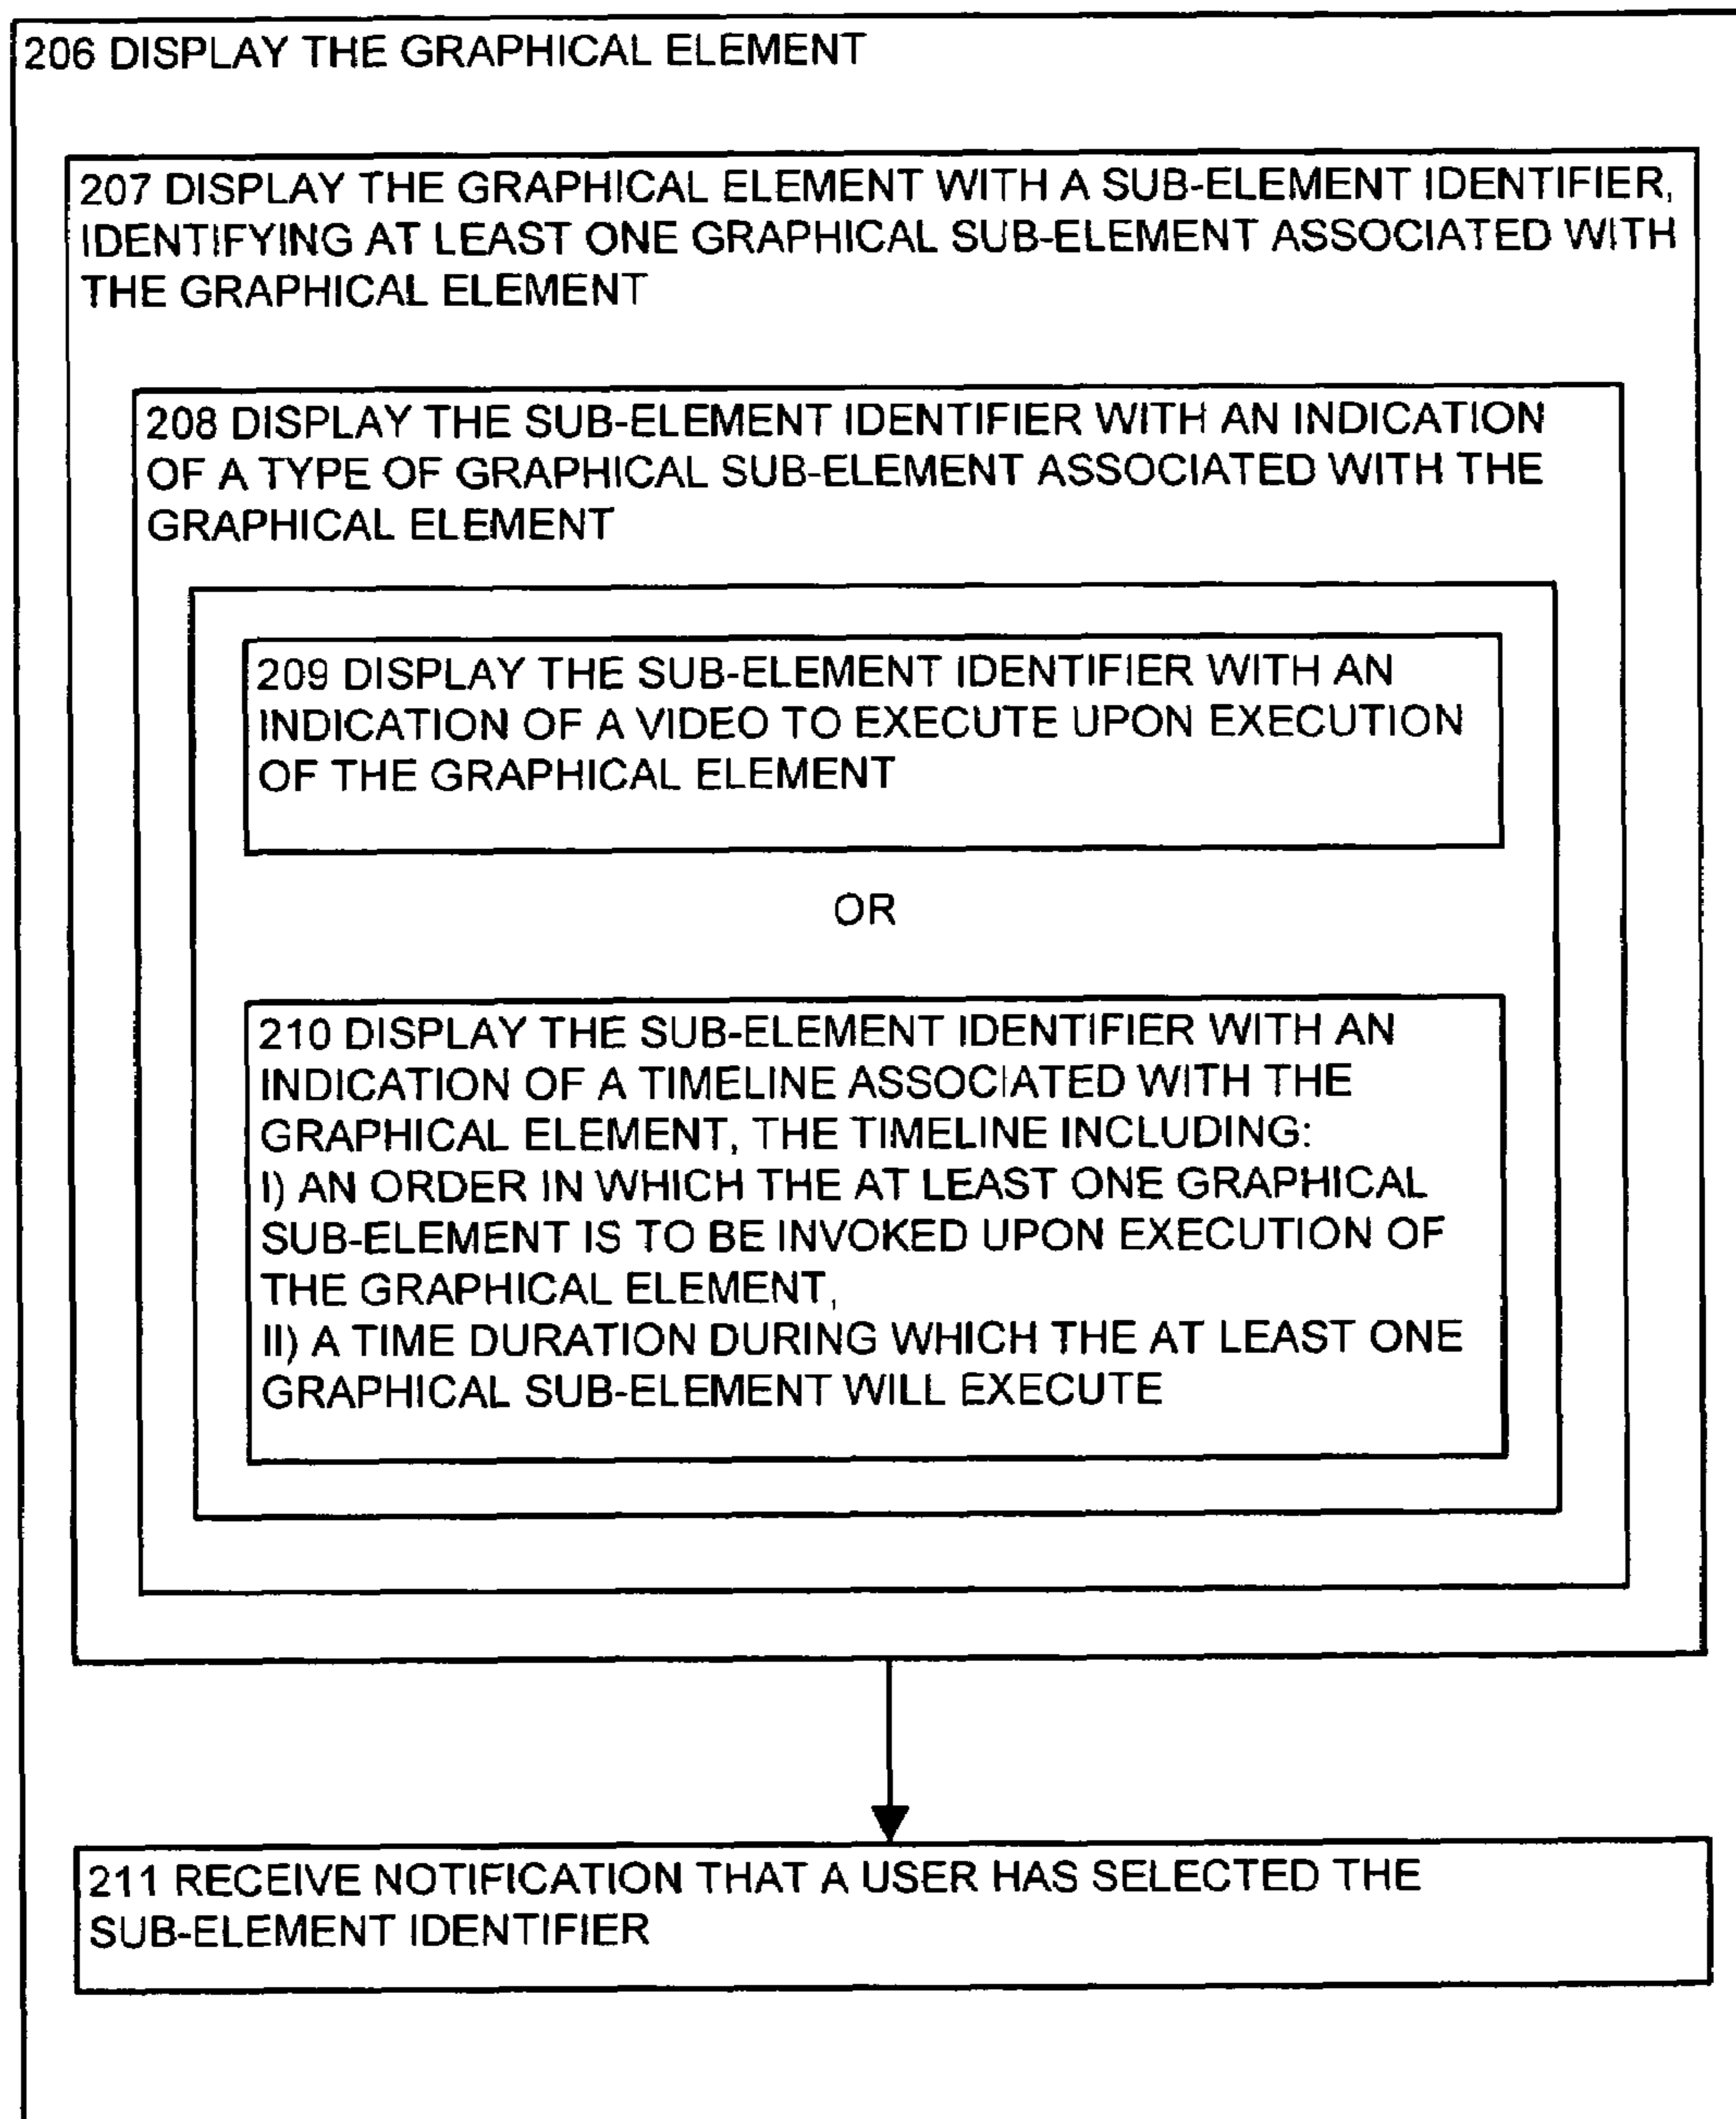 206 DISPLAY THE GRAPHICAL ELEMENT
207 DISPLAY THE GRAPHICAL ELEMENT WITH A SUB-ELEMENT IDENTIFIER,
IDENTIFYING AT LEAST ONE GRAPHICAL SUB-ELEMENT ASSOCIATED WITH
THE GRAPHICAL ELEMENT
208 DISPLAY THE SUB-ELEMENT IDENTIFIER WITH AN INDICATION
OF A TYPE OF GRAPHICAL SUB-ELEMENT ASSOCIATED WITH THE
GRAPHICAL ELEMENT
209 DISPLAY THE SUB-ELEMENT IDENTIFIER WITH AN
INDICATION OF A VIDEO TO EXECUTE UPON EXECUTION
OF THE GRAPHICAL ELEMENT
OR
210 DISPLAY THE SUB-ELEMENT IDENTIFIER WITH AN
INDICATION OF A TIMELINE ASSOCIATED WITH THE
GRAPHICAL ELEMENT, THE TIMELINE INCLUDING:
I) AN ORDER IN WHICH THE AT LEAST ONE GRAPHICAL
SUB-ELEMENT IS TO BE INVOKED UPON EXECUTION OF
THE GRAPHICAL ELEMENT,
II) A TIME DURATION DURING WHICH THE AT LEAST ONE
GRAPHICAL SUB-ELEMENT WILL EXECUTE
211 RECEIVE NOTIFICATION THAT A USER HAS SELECTED THE
SUB-ELEMENT IDENTIFIER